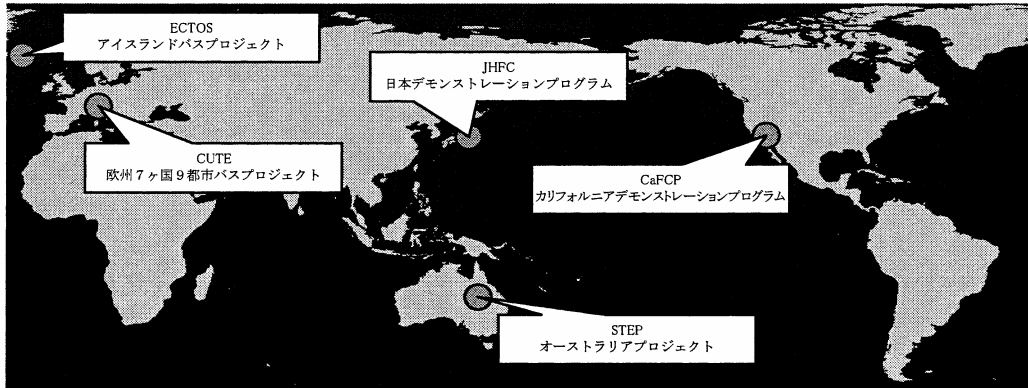 ECTOS
アイスランドバスプロジェクト
JHFC
日本デモンストレーションプログラム
CUTE
欧州7ヶ国9都市バスプロジェクト
CaFCP
カリフォルニアデモンストレーションプログラム
STEP
オーストラリアプロジェクト